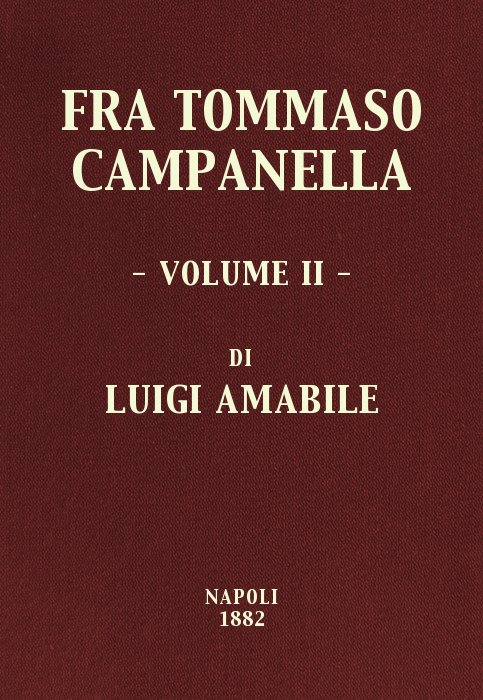 FRA TOMMASO
CAMPANELLA
– VOLUME II –
DI
LUIGI AMABILE
NAPOLI
1882